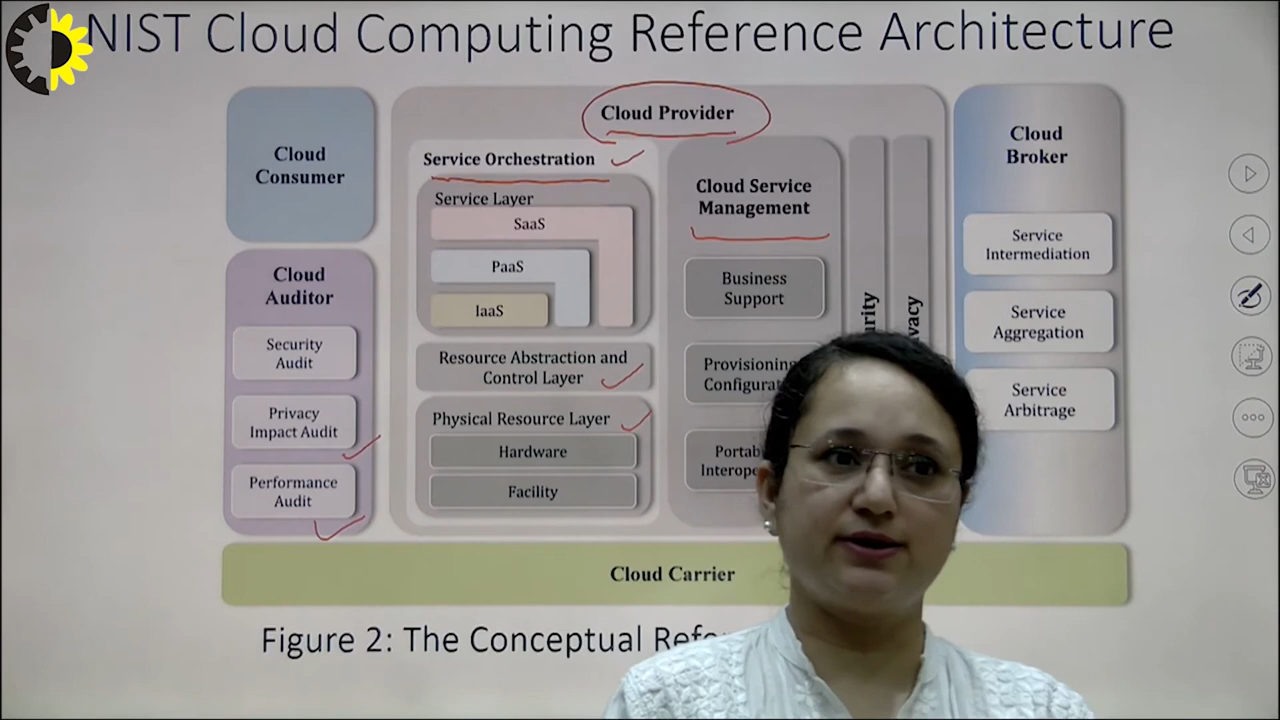 NIST Cloud Computing Reference Architecture
Cloud
Consumer
Cloud
Auditor
Security
Audit
Privacy
Impact Audit
Performance
Audit
Cloud Provider
Service Orchestration
Service Layer
SaaS
PaaS
IaaS
Resource Abstraction and
Control Layer
Physical Resource Layer
Hardware
Facility
Cloud Service
Management
Business
Support
Provisioning
Cloud
Broker
Service
Intermediation
Service
Aggregation
Service
Arbitrage
Cloud Carrier
Figure 2: The Conceptual